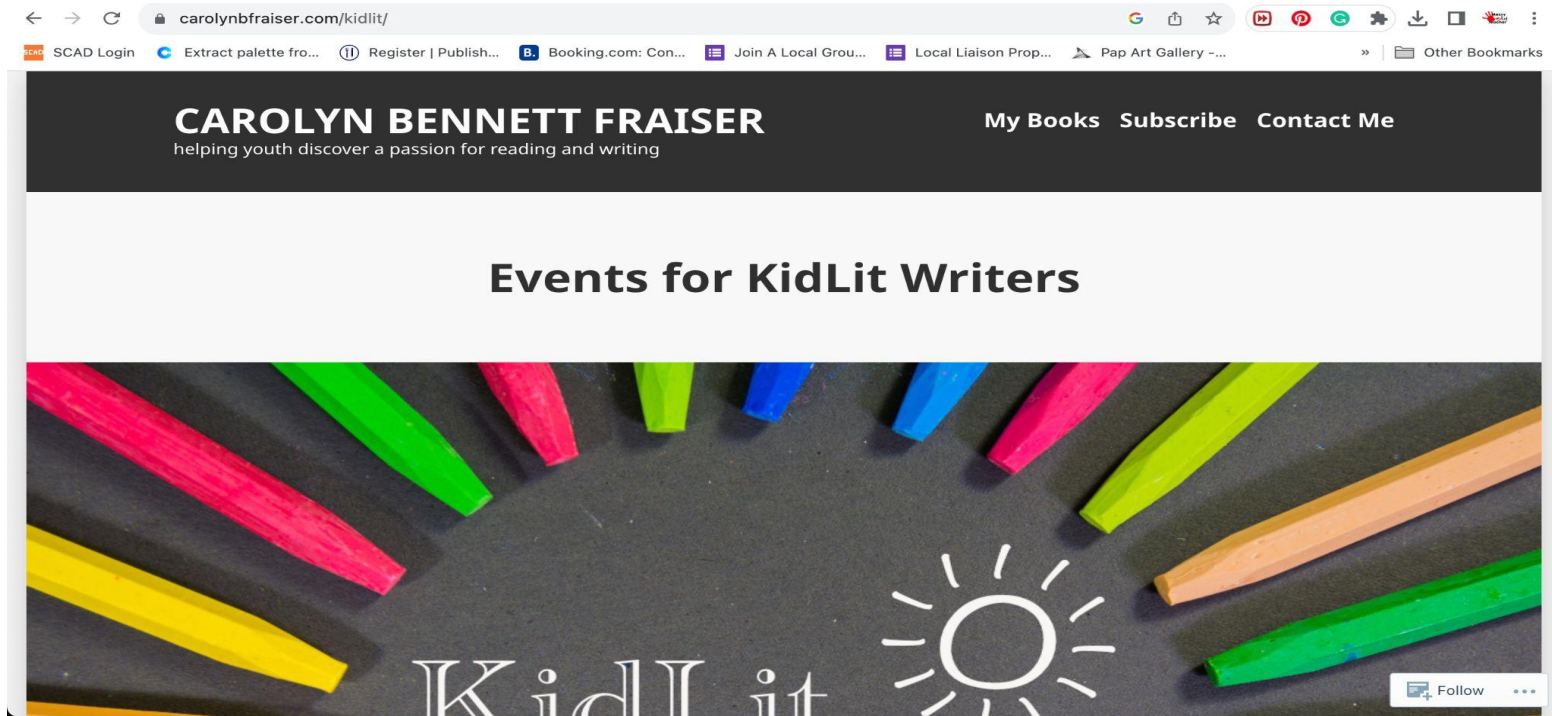 carolynbfraiser.com/kidlit/
SCAD Login Extract palette fro... Register | Publish... Booking.com: Con... Join A Local Grou... Local Liaison Prop... Pap Art Gallery -... » Other Bookmarks
CAROLYN BENNETT FRAISER
helping youth discover a passion for reading and writing
My Books Subscribe Contact Me
Events for KidLit Writers
KidLit
Follow